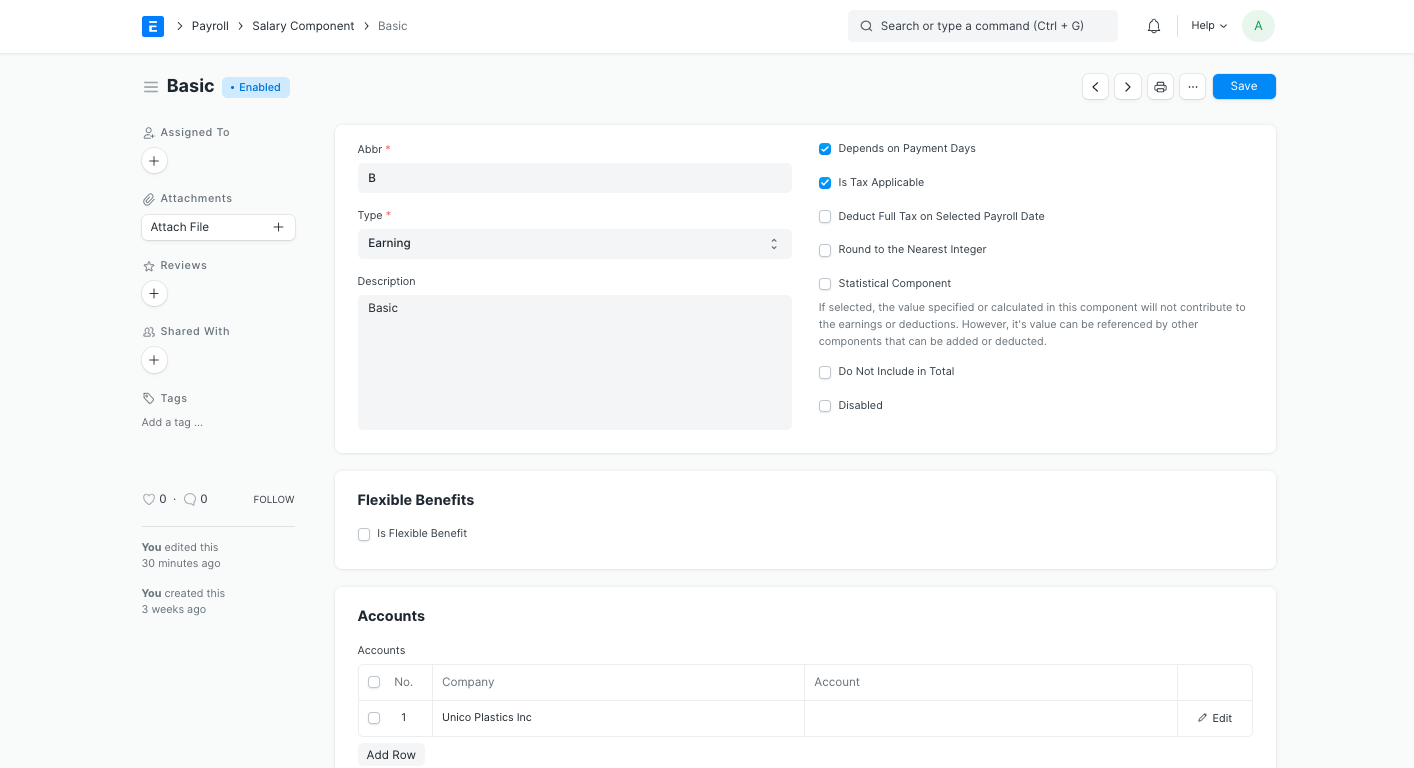 E Payroll Salary Component Basic
Search or type a command (Ctrl + G)
Help
A
Basic
• Enabled
...
Save
Assigned To
Attachments
Attach File
Reviews
Shared With
Tags
Add a tag ...
0 · 0 FOLLOW
You edited this
30 minutes ago
You created this
3 weeks ago
Abbr *
B
Type *
Earning
Description
Basic
Depends on Payment Days
Is Tax Applicable
Deduct Full Tax on Selected Payroll Date
Round to the Nearest Integer
Statistical Component
If selected, the value specified or calculated in this component will not contribute to
the earnings or deductions. However, it's value can be referenced by other
components that can be added or deducted.
Do Not Include in Total
Disabled
Flexible Benefits
Is Flexible Benefit
Accounts
Accounts
No. Company Account
1 Unico Plastics Inc Edit
Add Row